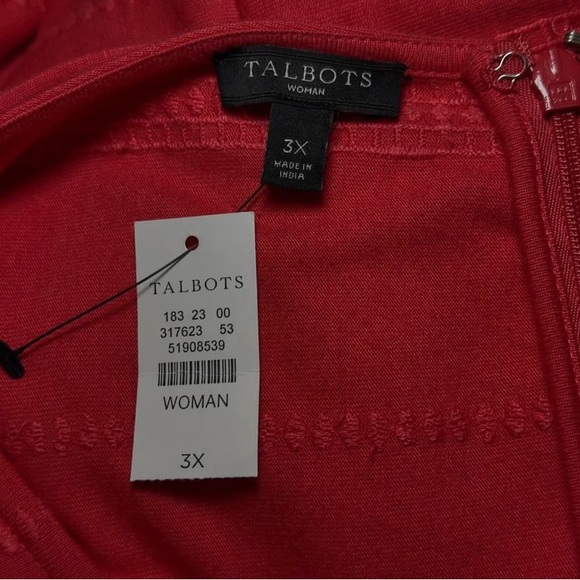 TALBOTS
WOMAN
3X
MADE IN
INDIA
TALBOTS
183 23 00
317623 53
51908539
WOMAN
3X